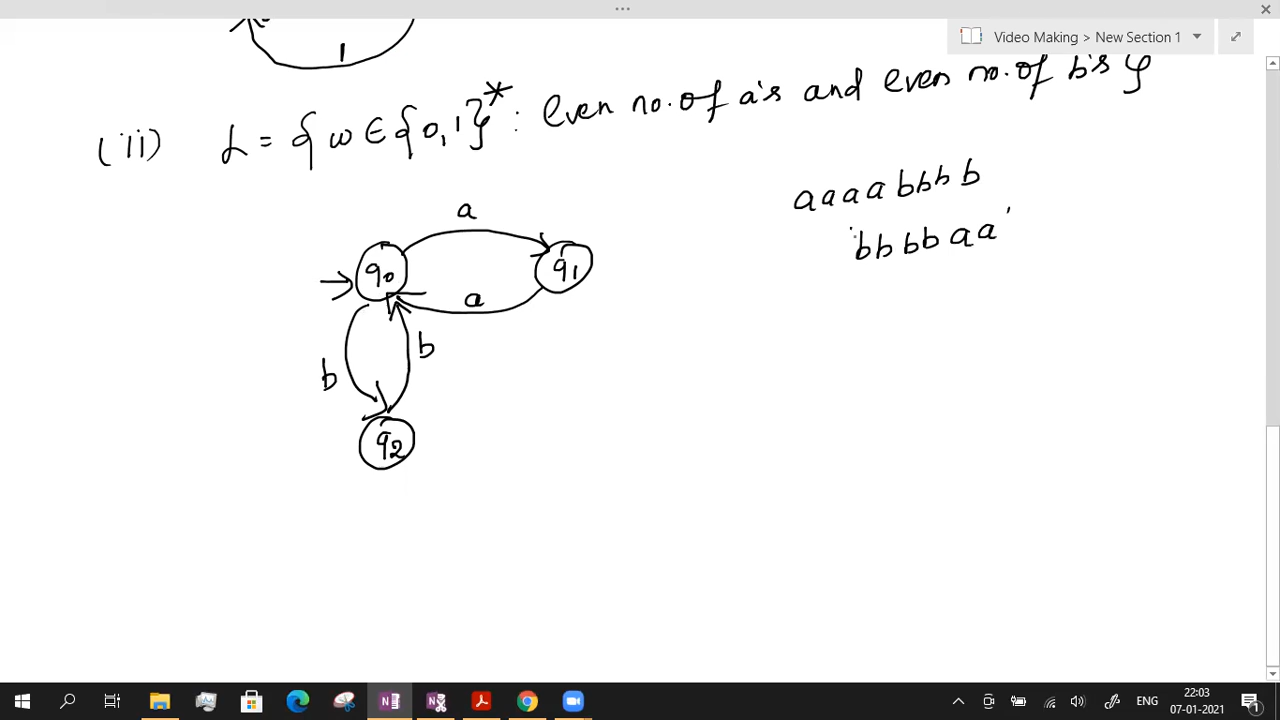 ...
Video Making > New Section 1
1
(ii) L = { w ∈ {0,1}* : Even no. of a's and even no. of b's }
aaaabbbb
bbbbaa
a
q0 q1
a
b
b
q2
ENG
22:03
07-01-2021